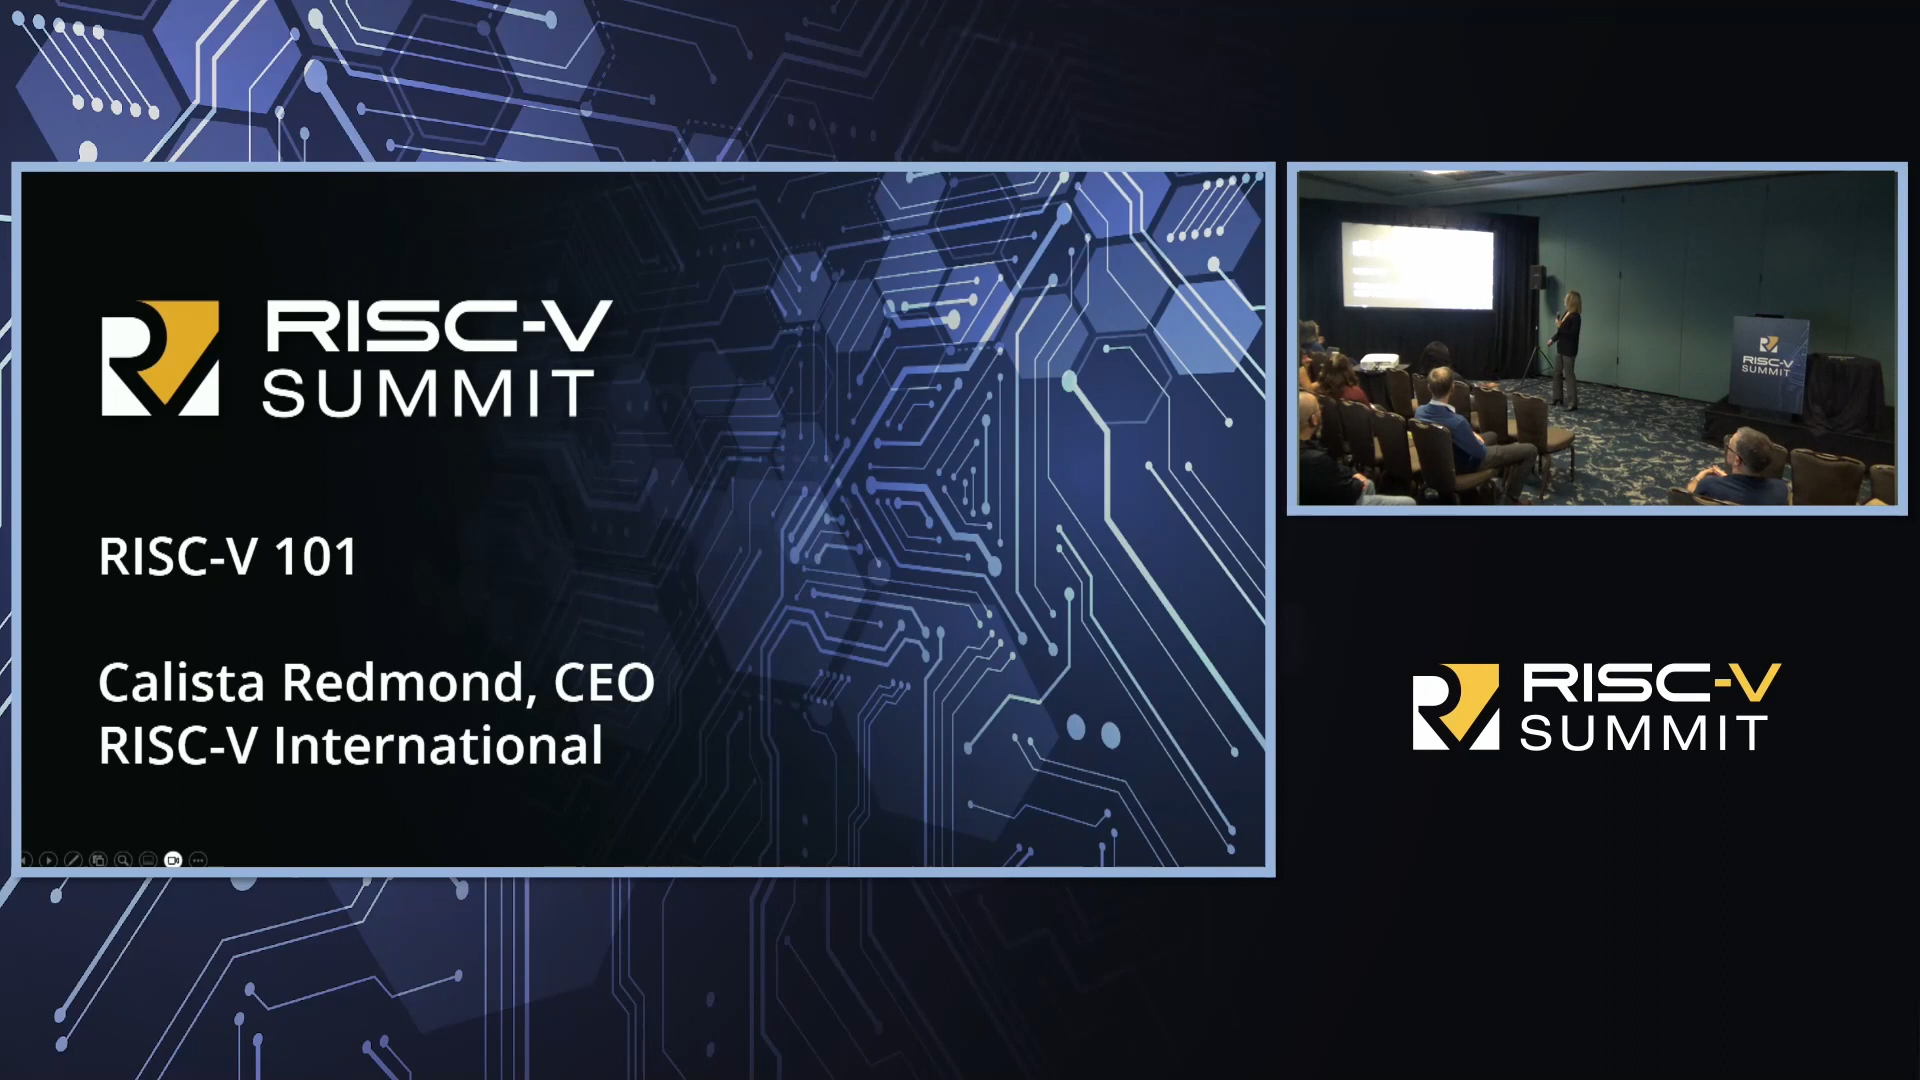 RISC-V
SUMMIT
RISC-V 101
Calista Redmond, CEO
RISC-V International
RISC-V
SUMMIT
RISC-V
SUMMIT